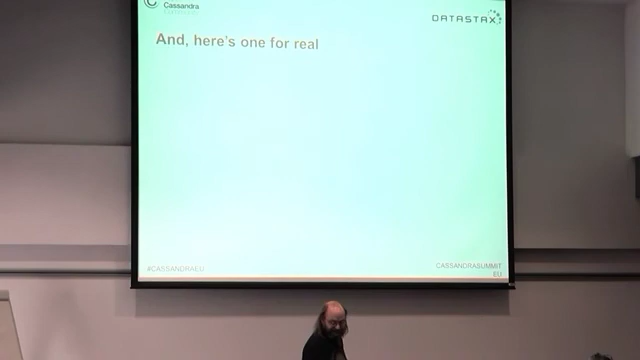 Cassandra
DATASTAX
And, here's one for real
#CASSANDRAEU
CASSANDRASUMMIT
EU